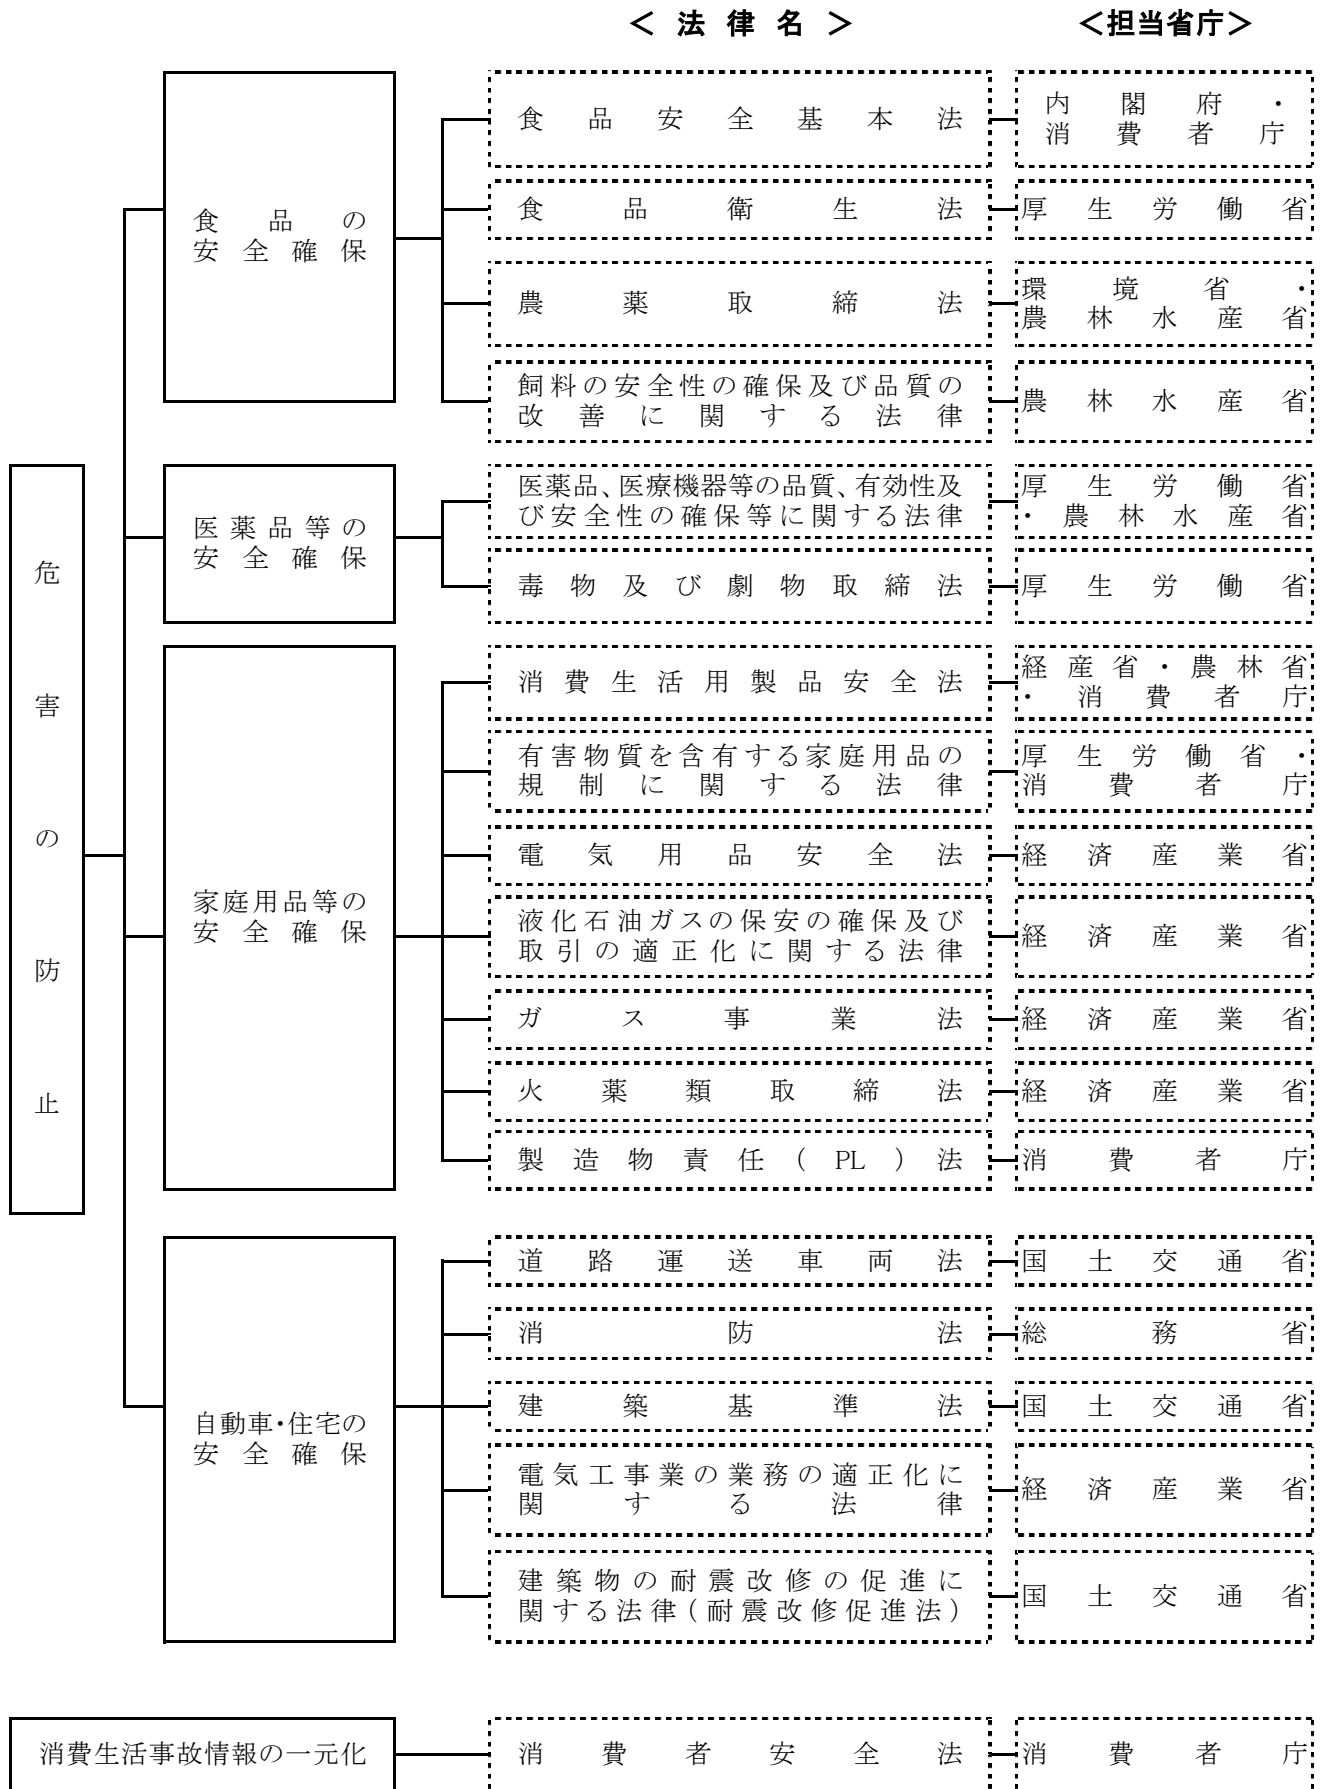 ＜ 法 律 名 ＞
＜担当省庁＞
危害の防止
食品の
安全確保
食品安全基本法
内閣府・
消費者庁
食品衛生法
厚生労働省
農薬取締法
環境省・
農林水産省
飼料の安全性の確保及び品質の
改善に関する法律
農林水産省
医薬品等の
安全確保
医薬品、医療機器等の品質、有効性及
び安全性の確保等に関する法律
厚生労働省
・農林水産省
毒物及び劇物取締法
厚生労働省
家庭用品等の
安全確保
消費生活用製品安全法
経産省・農林省
・消費者庁
有害物質を含有する家庭用品の
規制に関する法律
厚生労働省・
消費者庁
電気用品安全法
経済産業省
液化石油ガスの保安の確保及び
取引の適正化に関する法律
経済産業省
ガス事業法
経済産業省
火薬類取締法
経済産業省
製造物責任(PL)法
消費者庁
自動車・住宅の
安全確保
道路運送車両法
国土交通省
消防法
総務省
建築基準法
国土交通省
電気工事業の業務の適正化に
関する法律
経済産業省
建築物の耐震改修の促進に
関する法律(耐震改修促進法)
国土交通省
消費生活事故情報の一元化
消費者安全法
消費者庁